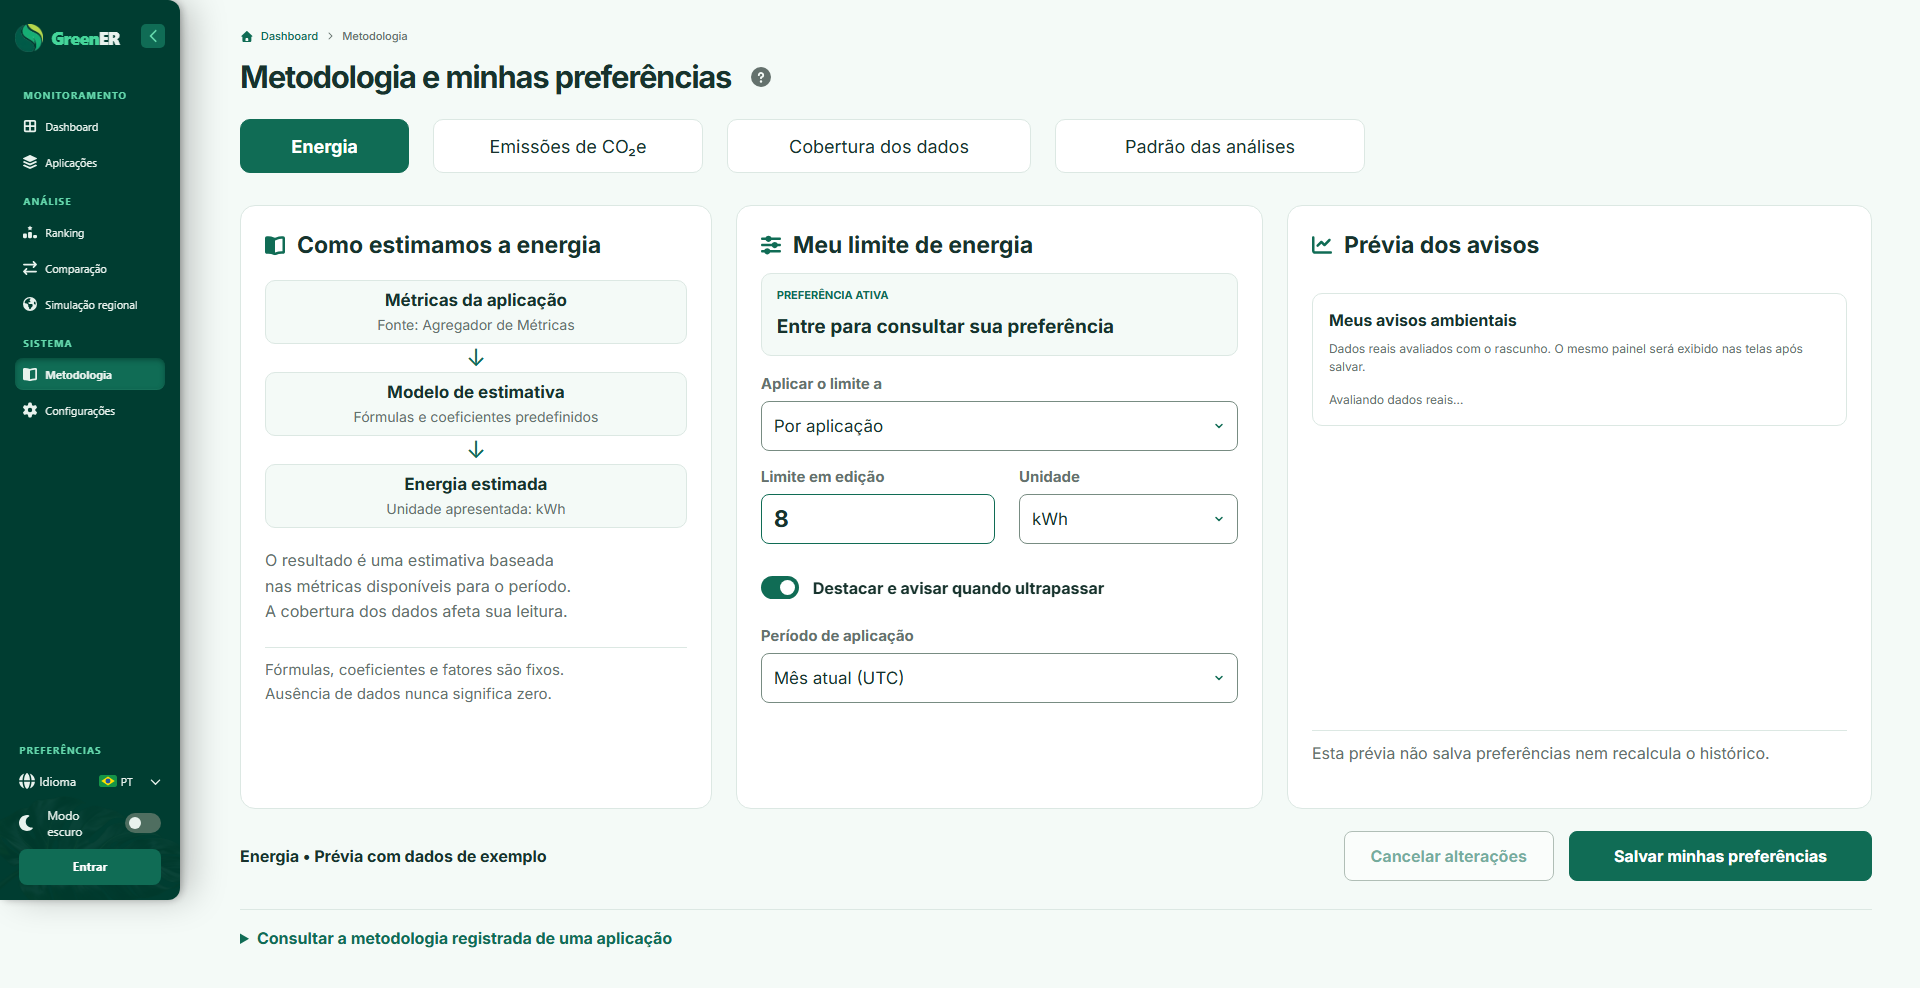 GreenER
MONITORAMENTO
Dashboard
Aplicações
ANÁLISE
Ranking
Comparação
Simulação regional
SISTEMA
Metodologia
Configurações
PREFERÊNCIAS
Idioma
PT
Modo
escuro
Entrar
Dashboard > Metodologia
Metodologia e minhas preferências ?
Energia
Emissões de CO₂e
Cobertura dos dados
Padrão das análises
Como estimamos a energia
Métricas da aplicação
Fonte: Agregador de Métricas
↓
Modelo de estimativa
Fórmulas e coeficientes predefinidos
↓
Energia estimada
Unidade apresentada: kWh
O resultado é uma estimativa baseada
nas métricas disponíveis para o período.
A cobertura dos dados afeta sua leitura.
Fórmulas, coeficientes e fatores são fixos.
Ausência de dados nunca significa zero.
Meu limite de energia
PREFERÊNCIA ATIVA
Entre para consultar sua preferência
Aplicar o limite a
Por aplicação
Limite em edição
8
Unidade
kWh
Destacar e avisar quando ultrapassar
Período de aplicação
Mês atual (UTC)
Prévia dos avisos
Meus avisos ambientais
Dados reais avaliados com o rascunho. O mesmo painel será exibido nas telas após
salvar.
Avaliando dados reais...
Esta prévia não salva preferências nem recalcula o histórico.
Energia • Prévia com dados de exemplo
Cancelar alterações
Salvar minhas preferências
Consultar a metodologia registrada de uma aplicação